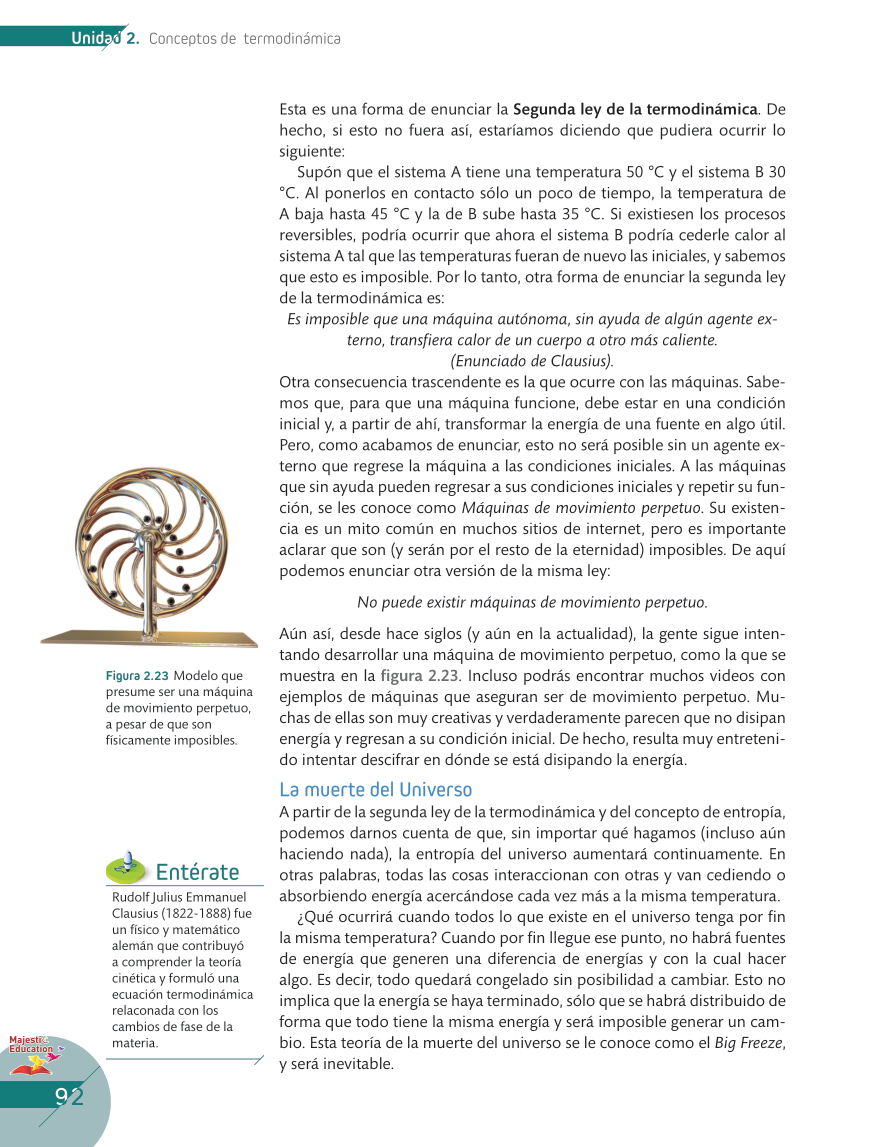 Unidad 2. Conceptos de termodinámica
Esta es una forma de enunciar la Segunda ley de la termodinámica. De
hecho, si esto no fuera así, estaríamos diciendo que pudiera ocurrir lo
siguiente:
Supón que el sistema A tiene una temperatura 50 °C y el sistema B 30
°C. Al ponerlos en contacto sólo un poco de tiempo, la temperatura de
A baja hasta 45 °C y la de B sube hasta 35 °C. Si existiesen los procesos
reversibles, podría ocurrir que ahora el sistema B podría cederle calor al
sistema A tal que las temperaturas fueran de nuevo las iniciales, y sabemos
que esto es imposible. Por lo tanto, otra forma de enunciar la segunda ley
de la termodinámica es:
Es imposible que una máquina autónoma, sin ayuda de algún agente ex-
terno, transfiera calor de un cuerpo a otro más caliente.
(Enunciado de Clausius).
Otra consecuencia trascendente es la que ocurre con las máquinas. Sabe-
mos que, para que una máquina funcione, debe estar en una condición
inicial y, a partir de ahí, transformar la energía de una fuente en algo útil.
Pero, como acabamos de enunciar, esto no será posible sin un agente ex-
terno que regrese la máquina a las condiciones iniciales. A las máquinas
que sin ayuda pueden regresar a sus condiciones iniciales y repetir su fun-
ción, se les conoce como Máquinas de movimiento perpetuo. Su existen-
cia es un mito común en muchos sitios de internet, pero es importante
aclarar que son (y serán por el resto de la eternidad) imposibles. De aquí
podemos enunciar otra versión de la misma ley:
No puede existir máquinas de movimiento perpetuo.
Aún así, desde hace siglos (y aún en la actualidad), la gente sigue inten-
tando desarrollar una máquina de movimiento perpetuo, como la que se
muestra en la figura 2.23. Incluso podrás encontrar muchos videos con
ejemplos de máquinas que aseguran ser de movimiento perpetuo. Mu-
chas de ellas son muy creativas y verdaderamente parecen que no disipan
energía y regresan a su condición inicial. De hecho, resulta muy entreteni-
do intentar descifrar en dónde se está disipando la energía.
Figura 2.23 Modelo que
presume ser una máquina
de movimiento perpetuo,
a pesar de que son
físicamente imposibles.
La muerte del Universo
A partir de la segunda ley de la termodinámica y del concepto de entropía,
podemos darnos cuenta de que, sin importar qué hagamos (incluso aún
haciendo nada), la entropía del universo aumentará continuamente. En
otras palabras, todas las cosas interaccionan con otras y van cediendo o
absorbiendo energía acercándose cada vez más a la misma temperatura.
¿Qué ocurrirá cuando todos lo que existe en el universo tenga por fin
la misma temperatura? Cuando por fin llegue ese punto, no habrá fuentes
de energía que generen una diferencia de energías y con la cual hacer
algo. Es decir, todo quedará congelado sin posibilidad a cambiar. Esto no
implica que la energía se haya terminado, sólo que se habrá distribuido de
forma que todo tiene la misma energía y será imposible generar un cam-
bio. Esta teoría de la muerte del universo se le conoce como el Big Freeze,
y será inevitable.
Entérate
Rudolf Julius Emmanuel
Clausius (1822-1888) fue
un físico y matemático
alemán que contribuyó
a comprender la teoría
cinética y formuló una
ecuación termodinámica
relaconada con los
cambios de fase de la
materia.
Majestic
Education
92